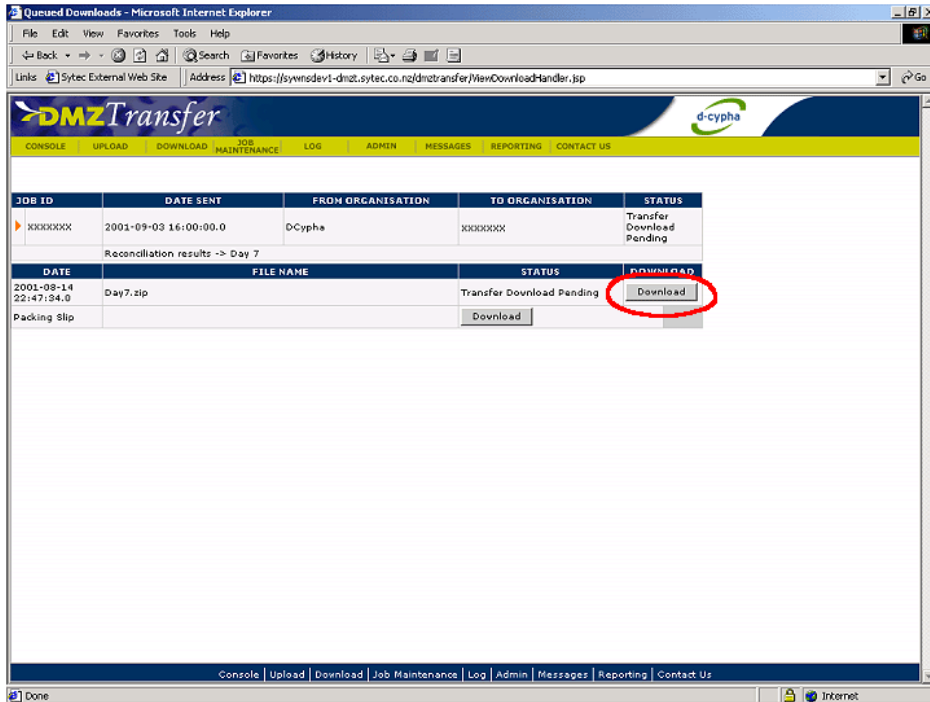 Queued Downloads - Microsoft Internet Explorer
File Edit View Favorites Tools Help
Back Search Favorites History
Links Sytec External Web Site Address https://sywnsdev1-dmzt.sytec.co.nz/dmztransfer/ViewDownloadHandler.jsp Go
DMZTransfer d-cypha
CONSOLE UPLOAD DOWNLOAD JOB MAINTENANCE LOG ADMIN MESSAGES REPORTING CONTACT US
JOB ID DATE SENT FROM ORGANISATION TO ORGANISATION STATUS
XXXXXXX 2001-09-03 16:00:00.0 DCypha XXXXXXX Transfer Download Pending
Reconciliation results -> Day 7
DATE FILE NAME STATUS DOWNLOAD
2001-08-14 22:47:34.0 Day7.zip Transfer Download Pending Download
Packing Slip Download
Console | Upload | Download | Job Maintenance | Log | Admin | Messages | Reporting | Contact Us
Done Internet